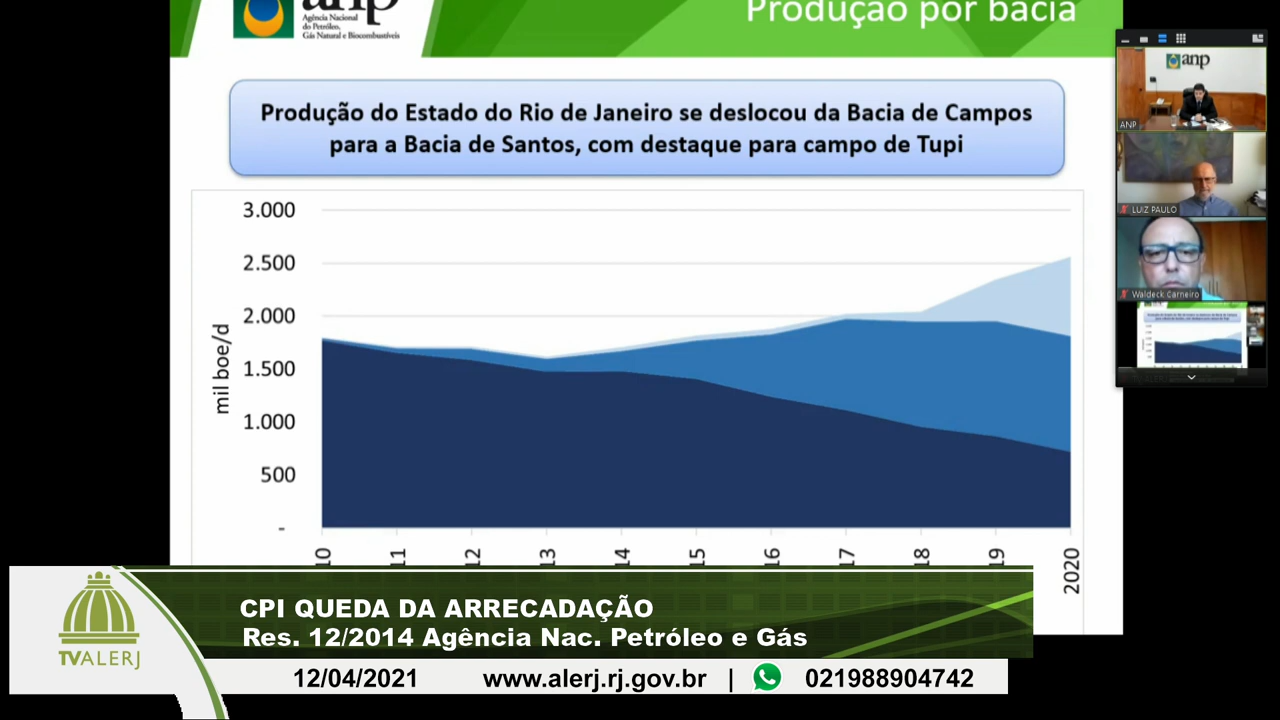 anp
Agência Nacional
do Petróleo,
Gás Natural e Biocombustíveis
Produção por bacia
Produção do Estado do Rio de Janeiro se deslocou da Bacia de Campos
para a Bacia de Santos, com destaque para campo de Tupi
3.000
2.500
2.000
1.500
1.000
500
-
mil boe/d
10
11
12
13
14
15
16
17
18
19
2020
anp
ANP
LUIZ PAULO
Waldeck Carneiro
TVALERJ
CPI QUEDA DA ARRECADAÇÃO
Res. 12/2014 Agência Nac. Petróleo e Gás
12/04/2021 www.alerj.rj.gov.br | 021988904742